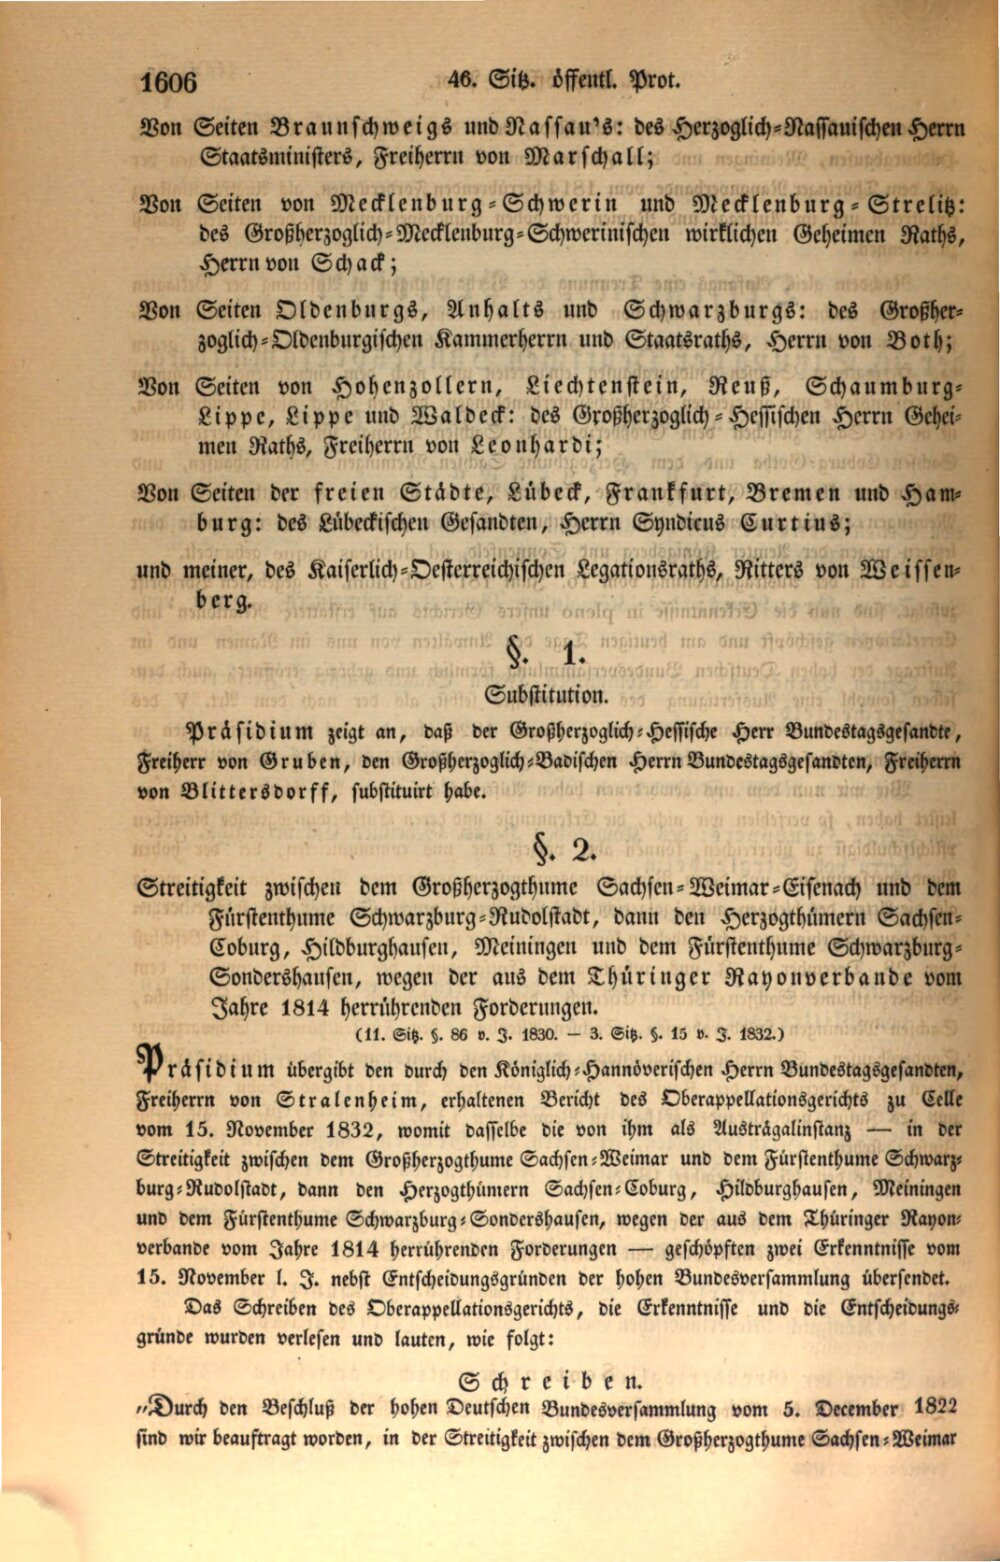 1606 46. Sitz. öffentl. Prot.
Von Seiten Braunschweigs und Nassau's: des Herzoglich-Nassauischen Herrn
Staatsministers, Freiherrn von Marschall;
Von Seiten von Mecklenburg-Schwerin und Mecklenburg-Strelitz:
des Großherzoglich-Mecklenburg-Schwerinischen wirklichen Geheimen Raths,
Herrn von Schack;
Von Seiten Oldenburgs, Anhalts und Schwarzburgs: des Großher-
zoglich-Oldenburgischen Kammerherrn und Staatsraths, Herrn von Both;
Von Seiten von Hohenzollern, Liechtenstein, Reuß, Schaumburg-
Lippe, Lippe und Waldeck: des Großherzoglich-Hessischen Herrn Gehei-
men Raths, Freiherrn von Leonhardi;
Von Seiten der freien Städte, Lübeck, Frankfurt, Bremen und Ham-
burg: des Lübeckischen Gesandten, Herrn Syndicus Curtius;
und meiner, des Kaiserlich-Oesterreichischen Legationsraths, Ritters von Weissen-
berg.
§. 1.
Substitution.
Präsidium zeigt an, daß der Großherzoglich-Hessische Herr Bundestagsgesandte,
Freiherr von Gruben, den Großherzoglich-Badischen Herrn Bundestagsgesandten, Freiherrn
von Blittersdorff, substituirt habe.
§. 2.
Streitigkeit zwischen dem Großherzogthume Sachsen-Weimar-Eisenach und dem
Fürstenthume Schwarzburg-Rudolstadt, dann den Herzogthümern Sachsen-
Coburg, Hildburghausen, Meiningen und dem Fürstenthume Schwarzburg-
Sondershausen, wegen der aus dem Thüringer Rayonverbande vom
Jahre 1814 herrührenden Forderungen.
(11. Sitz. §. 86 v. J. 1830. — 3. Sitz. §. 15 v. J. 1832.)
Präsidium übergibt den durch den Königlich-Hannöverischen Herrn Bundestagsgesandten,
Freiherrn von Stralenheim, erhaltenen Bericht des Oberappellationsgerichts zu Celle
vom 15. November 1832, womit dasselbe die von ihm als Austrägalinstanz — in der
Streitigkeit zwischen dem Großherzogthume Sachsen-Weimar und dem Fürstenthume Schwarz-
burg-Rudolstadt, dann den Herzogthümern Sachsen-Coburg, Hildburghausen, Meiningen
und dem Fürstenthume Schwarzburg-Sondershausen, wegen der aus dem Thüringer Rayon-
verbande vom Jahre 1814 herrührenden Forderungen — geschöpften zwei Erkenntnisse vom
15. November l. J. nebst Entscheidungsgründen der hohen Bundesversammlung übersendet.
Das Schreiben des Oberappellationsgerichts, die Erkenntnisse und die Entscheidungs-
gründe wurden verlesen und lauten, wie folgt:
Schreiben.
„Durch den Beschluß der hohen Deutschen Bundesversammlung vom 5. December 1822
sind wir beauftragt worden, in der Streitigkeit zwischen dem Großherzogthume Sachsen-Weimar